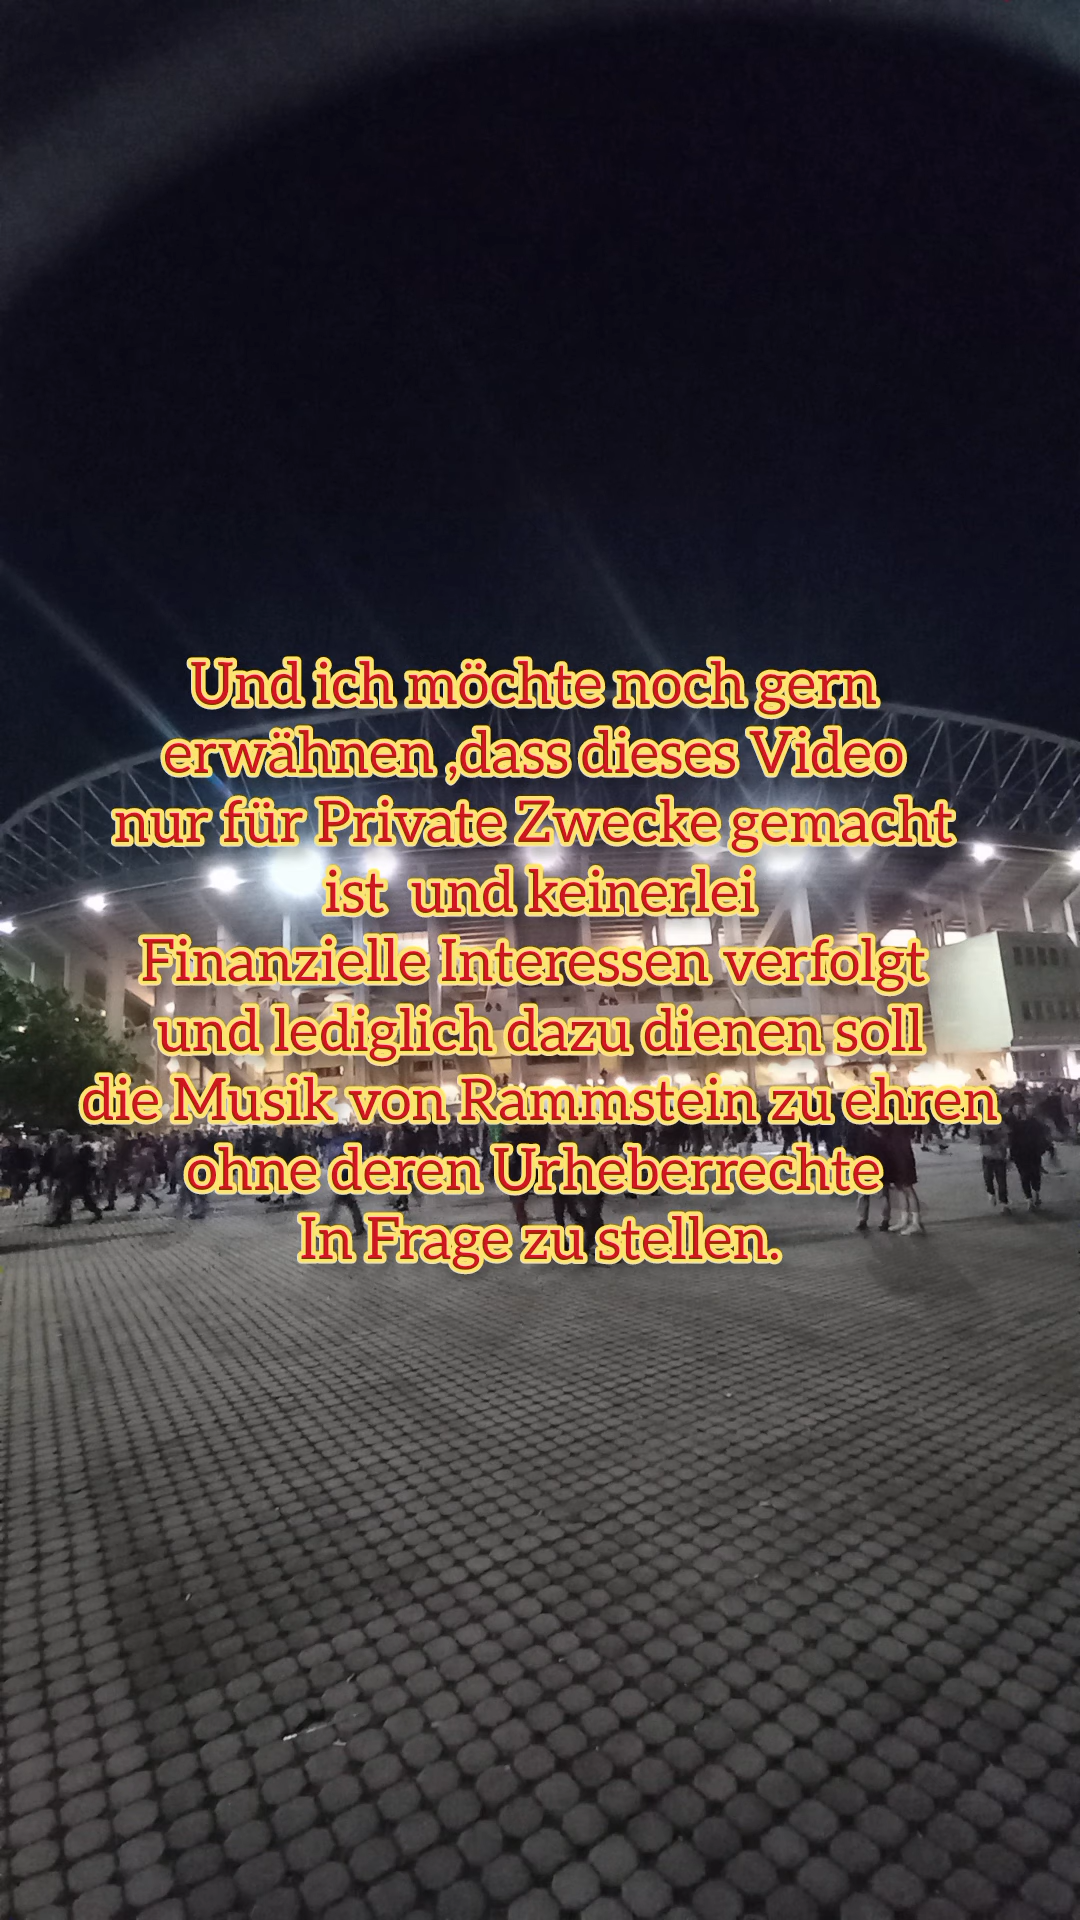 Und ich möchte noch gern
erwähnen ,dass dieses Video
nur für Private Zwecke gemacht
ist  und keinerlei
Finanzielle Interessen verfolgt
und lediglich dazu dienen soll
die Musik von Rammstein zu ehren
ohne deren Urheberrechte
In Frage zu stellen.